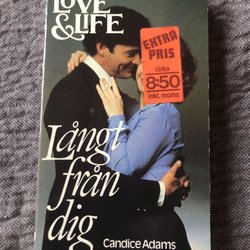 LOVE
&LIFE
EXTRA
PRIS
cirka
8:50
inkl. moms
Långt
från
dig
Candice Adams